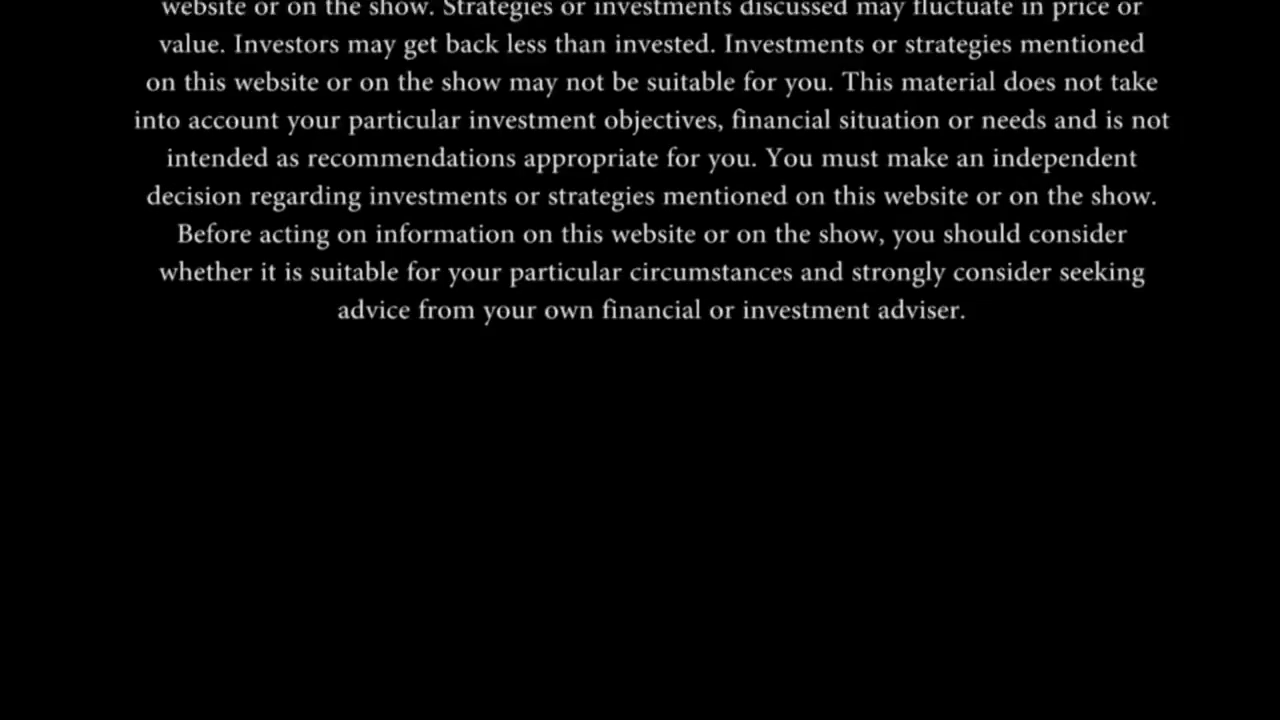 website or on the show. Strategies or investments discussed may fluctuate in price or
value. Investors may get back less than invested. Investments or strategies mentioned
on this website or on the show may not be suitable for you. This material does not take
into account your particular investment objectives, financial situation or needs and is not
intended as recommendations appropriate for you. You must make an independent
decision regarding investments or strategies mentioned on this website or on the show.
Before acting on information on this website or on the show, you should consider
whether it is suitable for your particular circumstances and strongly consider seeking
advice from your own financial or investment adviser.